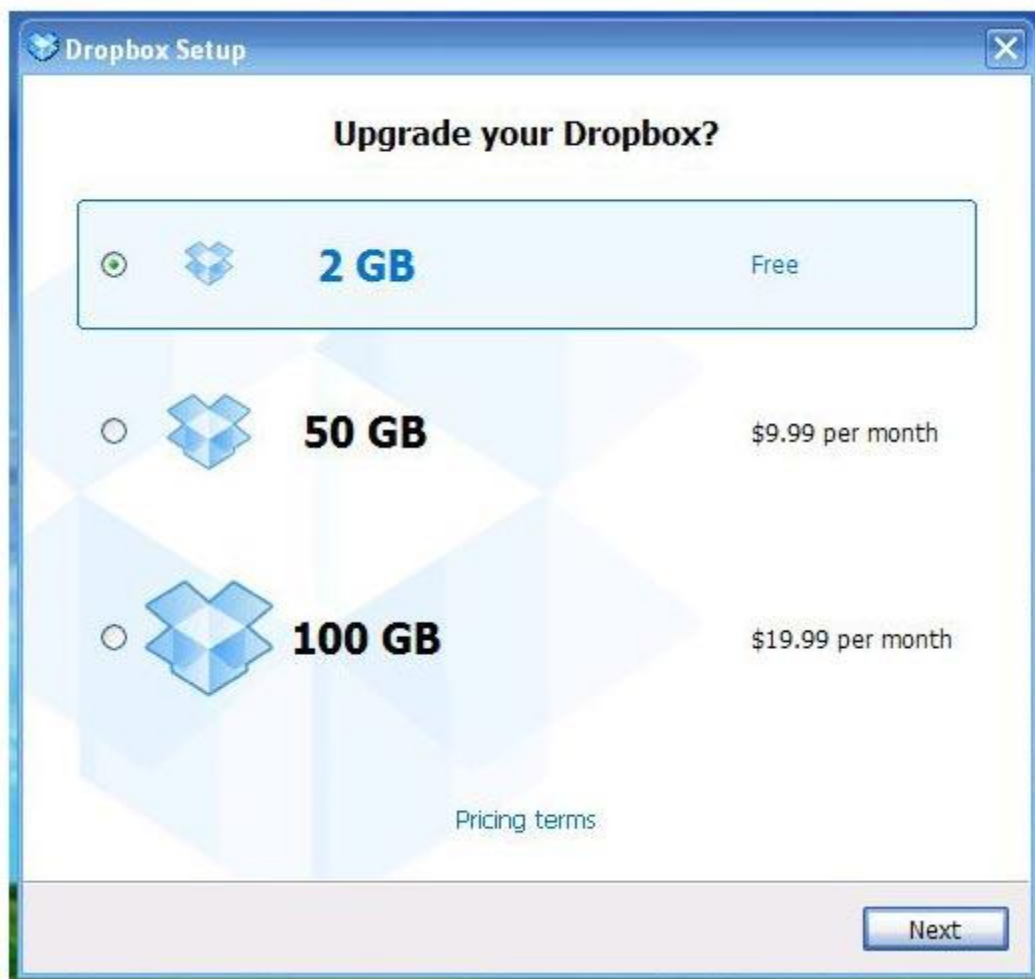 Dropbox Setup
Upgrade your Dropbox?
2 GB Free
50 GB $9.99 per month
100 GB $19.99 per month
Pricing terms
Next